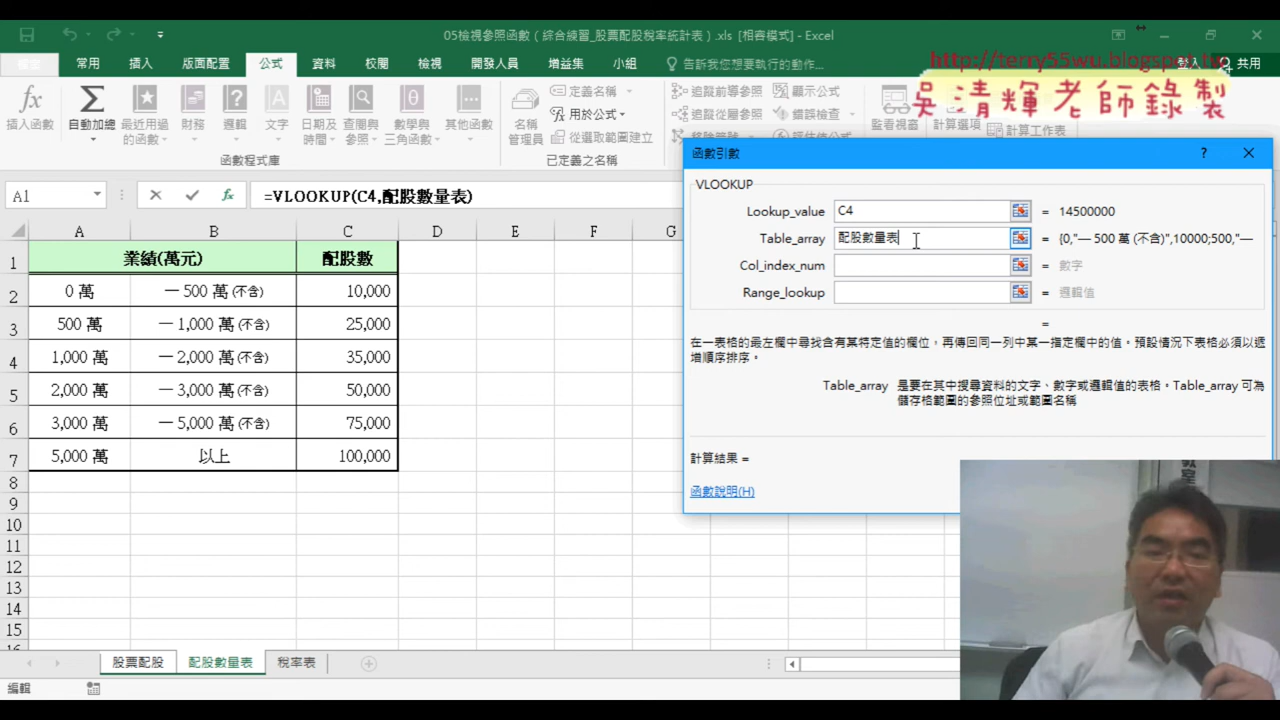 05檢視參照函數（綜合練習_股票配股稅率統計表）.xls [相容模式] - Excel
常用 插入 版面配置 公式 資料 校閱 檢視 開發人員 增益集 小組 告訴我您想要執行的動作... 登入 共用
http://terry55wu.blogspot.tw
吳清輝老師錄製
插入函數 自動加總 最近用過的函數 財務 邏輯 文字 日期及時間 查閱與參照 數學與三角函數 其他函數 名稱管理員
定義名稱
用於公式
從選取範圍建立
追蹤前導參照 顯示公式
追蹤從屬參照 錯誤檢查
監看視窗 計算選項 計算工作表
函數程式庫 已定義之名稱
A1 =VLOOKUP(C4,配股數量表)
A B C D E F G
1 業績(萬元) 配股數
2 0 萬 — 500 萬 (不含) 10,000
3 500 萬 — 1,000 萬 (不含) 25,000
4 1,000 萬 — 2,000 萬 (不含) 35,000
5 2,000 萬 — 3,000 萬 (不含) 50,000
6 3,000 萬 — 5,000 萬 (不含) 75,000
7 5,000 萬 以上 100,000
8
9
10
11
12
13
14
15
函數引數 ?
VLOOKUP
Lookup_value C4 = 14500000
Table_array 配股數量表 = {0,"— 500 萬 (不含)",10000;500,"—
Col_index_num = 數字
Range_lookup = 邏輯值
=
在一表格的最左欄中尋找含有某特定值的欄位，再傳回同一列中某一指定欄中的值。預設情況下表格必須以遞
增順序排序。
Table_array 是要在其中搜尋資料的文字、數字或邏輯值的表格。Table_array 可為
儲存格範圍的參照位址或範圍名稱
計算結果 =
函數說明(H)
教室
股票配股 配股數量表 稅率表
編輯